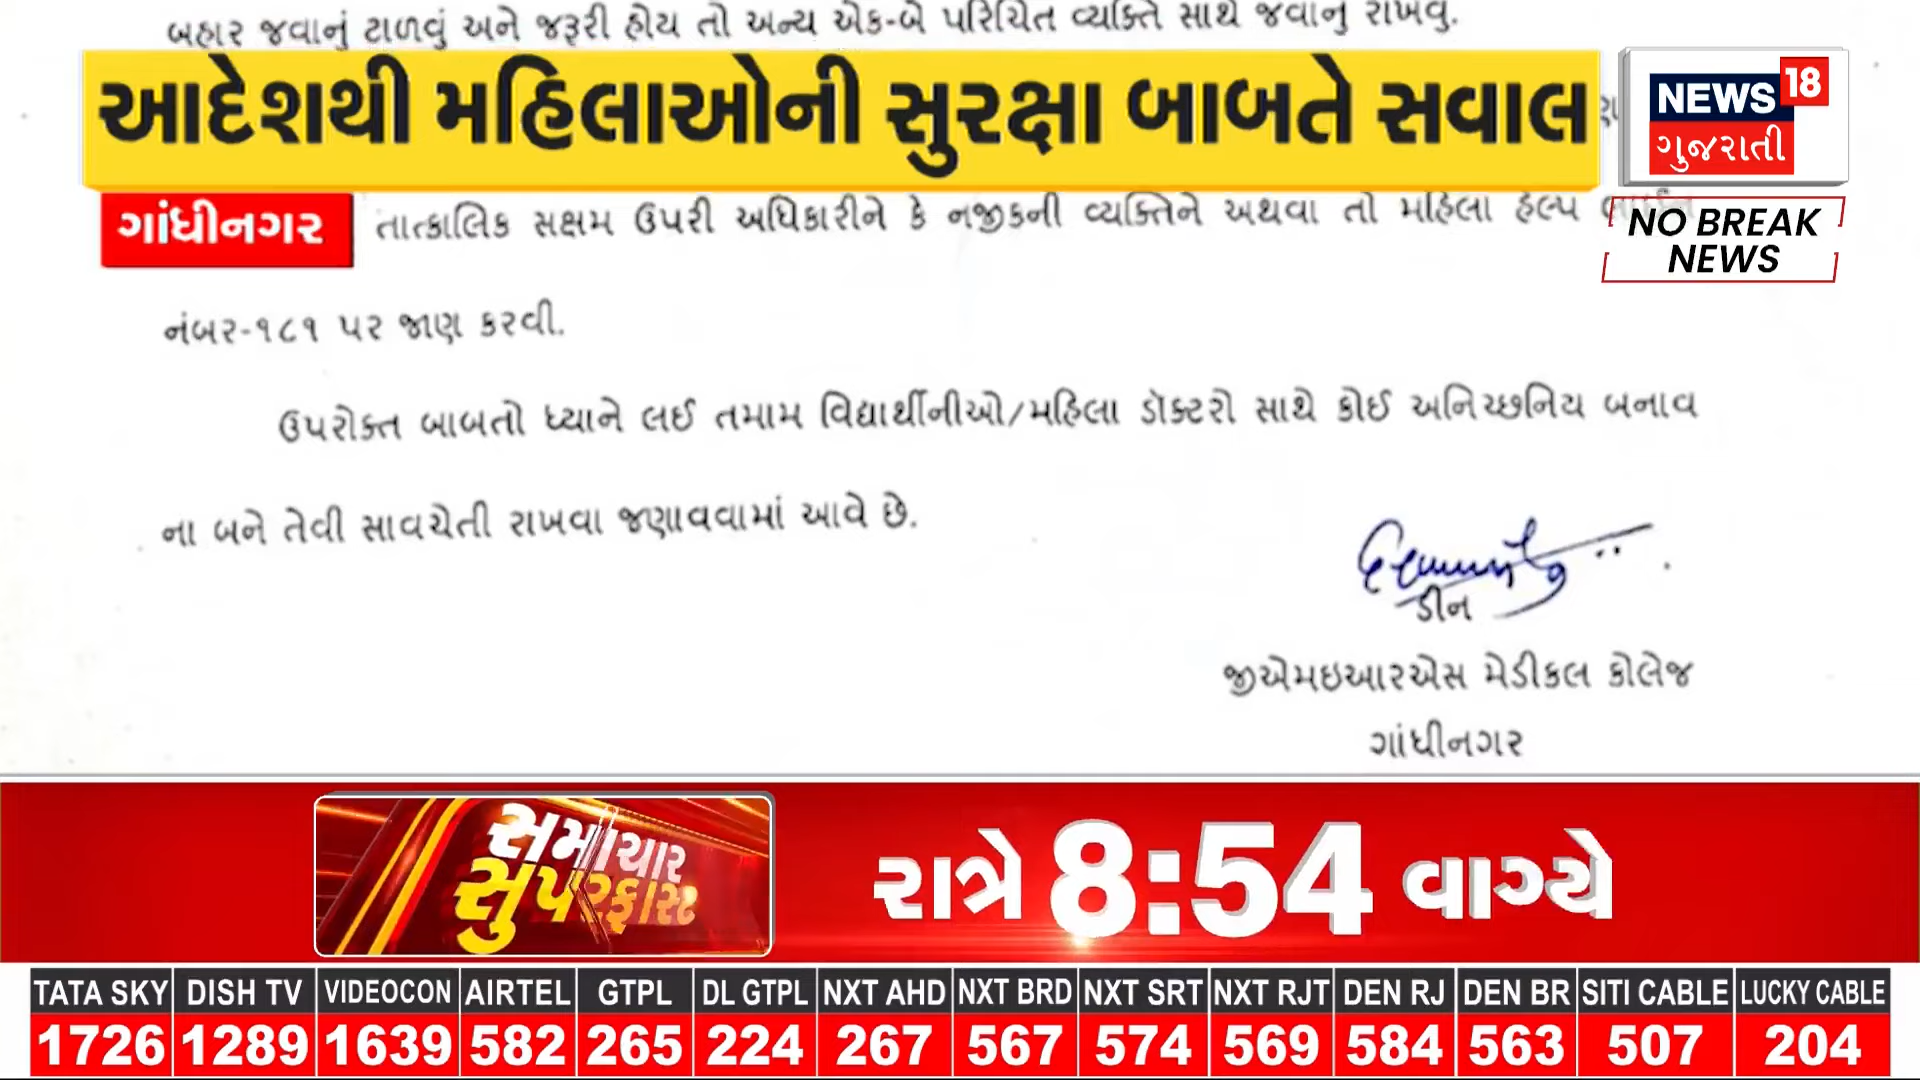 બહાર જવાનું ટાળવું અને જરૂરી હોય તો અન્ય એક-બે પરિચિત વ્યક્તિ સાથે જવાનું રાખવું.
આદેશથી મહિલાઓની સુરક્ષા બાબતે સવાલ
NEWS 18
ગુજરાતી
ગાંધીનગર
તાત્કાલિક સક્ષમ ઉપરી અધિકારીને કે નજીકની વ્યક્તિને અથવા તો મહિલા હેલ્પ
NO BREAK
NEWS
નંબર-૧૮૧ પર જાણ કરવી.
ઉપરોક્ત બાબતો ધ્યાને લઈ તમામ વિદ્યાર્થીનીઓ/મહિલા ડૉક્ટરો સાથે કોઈ અનિચ્છનિય બનાવ
ના બને તેવી સાવચેતી રાખવા જણાવવામાં આવે છે.
ડીન
જીએમઇઆરએસ મેડીકલ કોલેજ
ગાંધીનગર
સમાચાર
સુપરફાસ્ટ
રાત્રે 8:54 વાગ્યે
TATA SKY DISH TV VIDEOCON AIRTEL GTPL DL GTPL NXT AHD NXT BRD NXT SRT NXT RJT DEN RJ DEN BR SITI CABLE LUCKY CABLE
1726 1289 1639 582 265 224 267 567 574 569 584 563 507 204